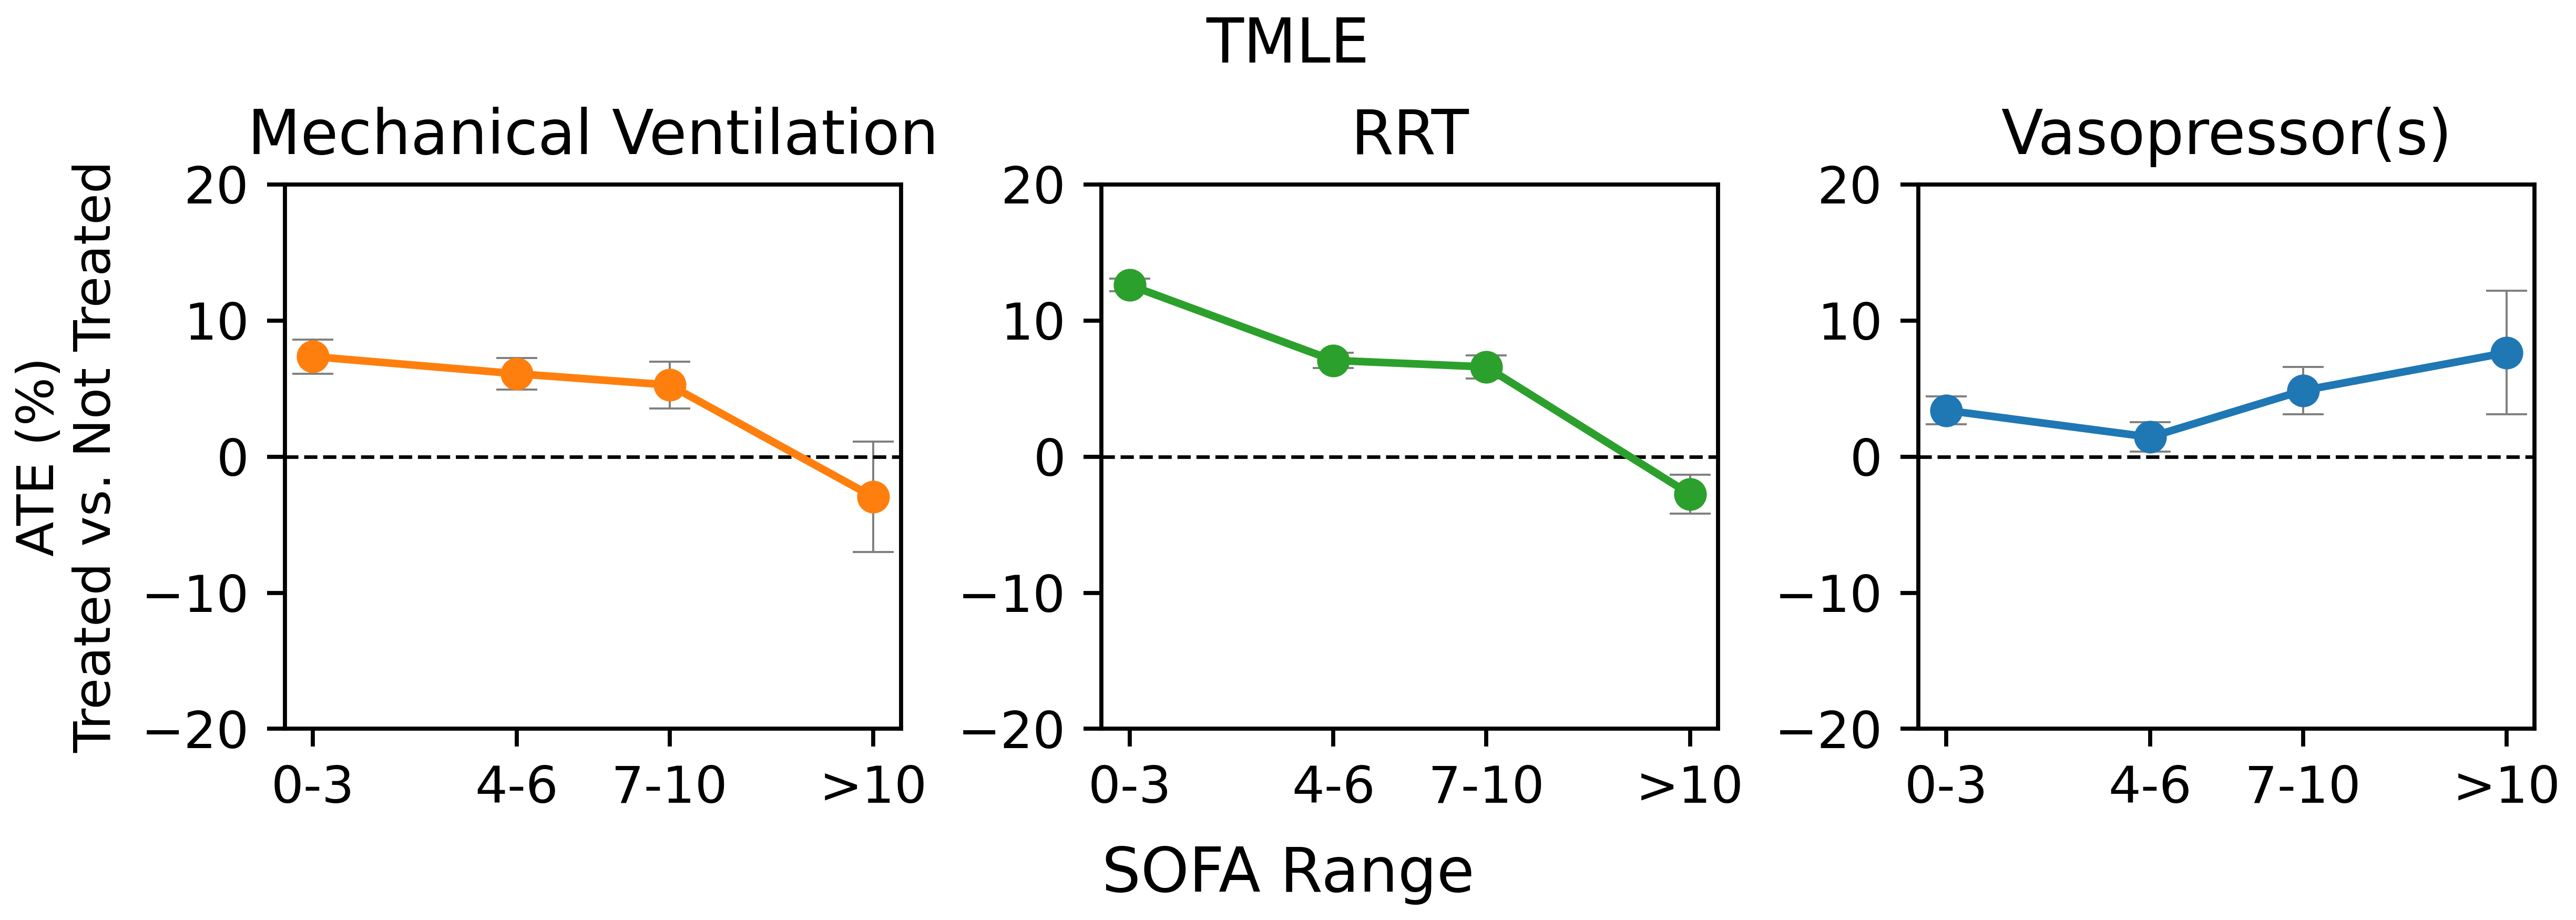 TMLE
Mechanical Ventilation
RRT
Vasopressor(s)
ATE (%)
Treated vs. Not Treated
20
10
0
−10
−20
0-3 4-6 7-10 >10
20
10
0
−10
−20
0-3 4-6 7-10 >10
20
10
0
−10
−20
0-3 4-6 7-10 >10
SOFA Range